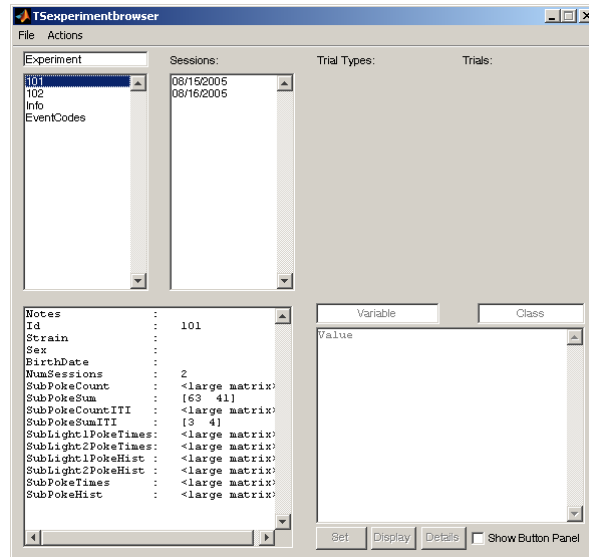 TSexperimentbrowser
File Actions
Experiment
Sessions:
Trial Types:
Trials:
101
102
Info
EventCodes
08/15/2005
08/16/2005
Notes :
Id : 101
Strain :
Sex :
BirthDate :
NumSessions : 2
SubPokeCount : <large matrix>
SubPokeSum : [63 41]
SubPokeCountITI : <large matrix>
SubPokeSumITI : [3 4]
SubLight1PokeTimes: <large matrix>
SubLight2PokeTimes: <large matrix>
SubLight1PokeHist : <large matrix>
SubLight2PokeHist : <large matrix>
SubPokeTimes : <large matrix>
SubPokeHist : <large matrix>
Variable
Class
Value
Set Display Details Show Button Panel